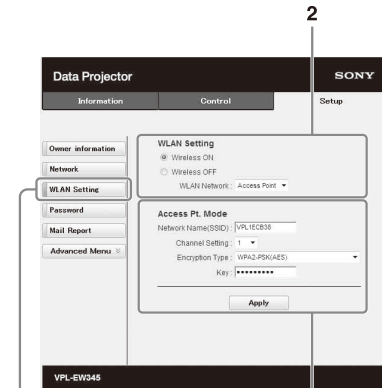 2
Data Projector
SONY
Information
Control
Setup
Owner information
Network
WLAN Setting
Password
Mail Report
Advanced Menu
WLAN Setting
Wireless ON
Wireless OFF
WLAN Network : Access Point
Access Pt. Mode
Network Name(SSID) : VPL1ECB38
Channel Setting : 1
Encryption Type : WPA2-PSK(AES)
Key : •••••••••
Apply
VPL-EW345